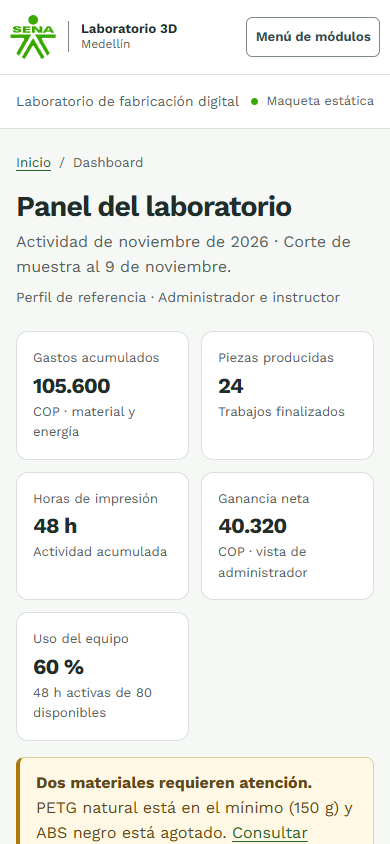 SENA
Laboratorio 3D
Medellín
Menú de módulos
Laboratorio de fabricación digital
Maqueta estática
Inicio / Dashboard
Panel del laboratorio
Actividad de noviembre de 2026 · Corte de
muestra al 9 de noviembre.
Perfil de referencia · Administrador e instructor
Gastos acumulados
105.600
COP · material y
energía
Piezas producidas
24
Trabajos finalizados
Horas de impresión
48 h
Actividad acumulada
Ganancia neta
40.320
COP · vista de
administrador
Uso del equipo
60 %
48 h activas de 80
disponibles
Dos materiales requieren atención.
PETG natural está en el mínimo (150 g) y
ABS negro está agotado. Consultar